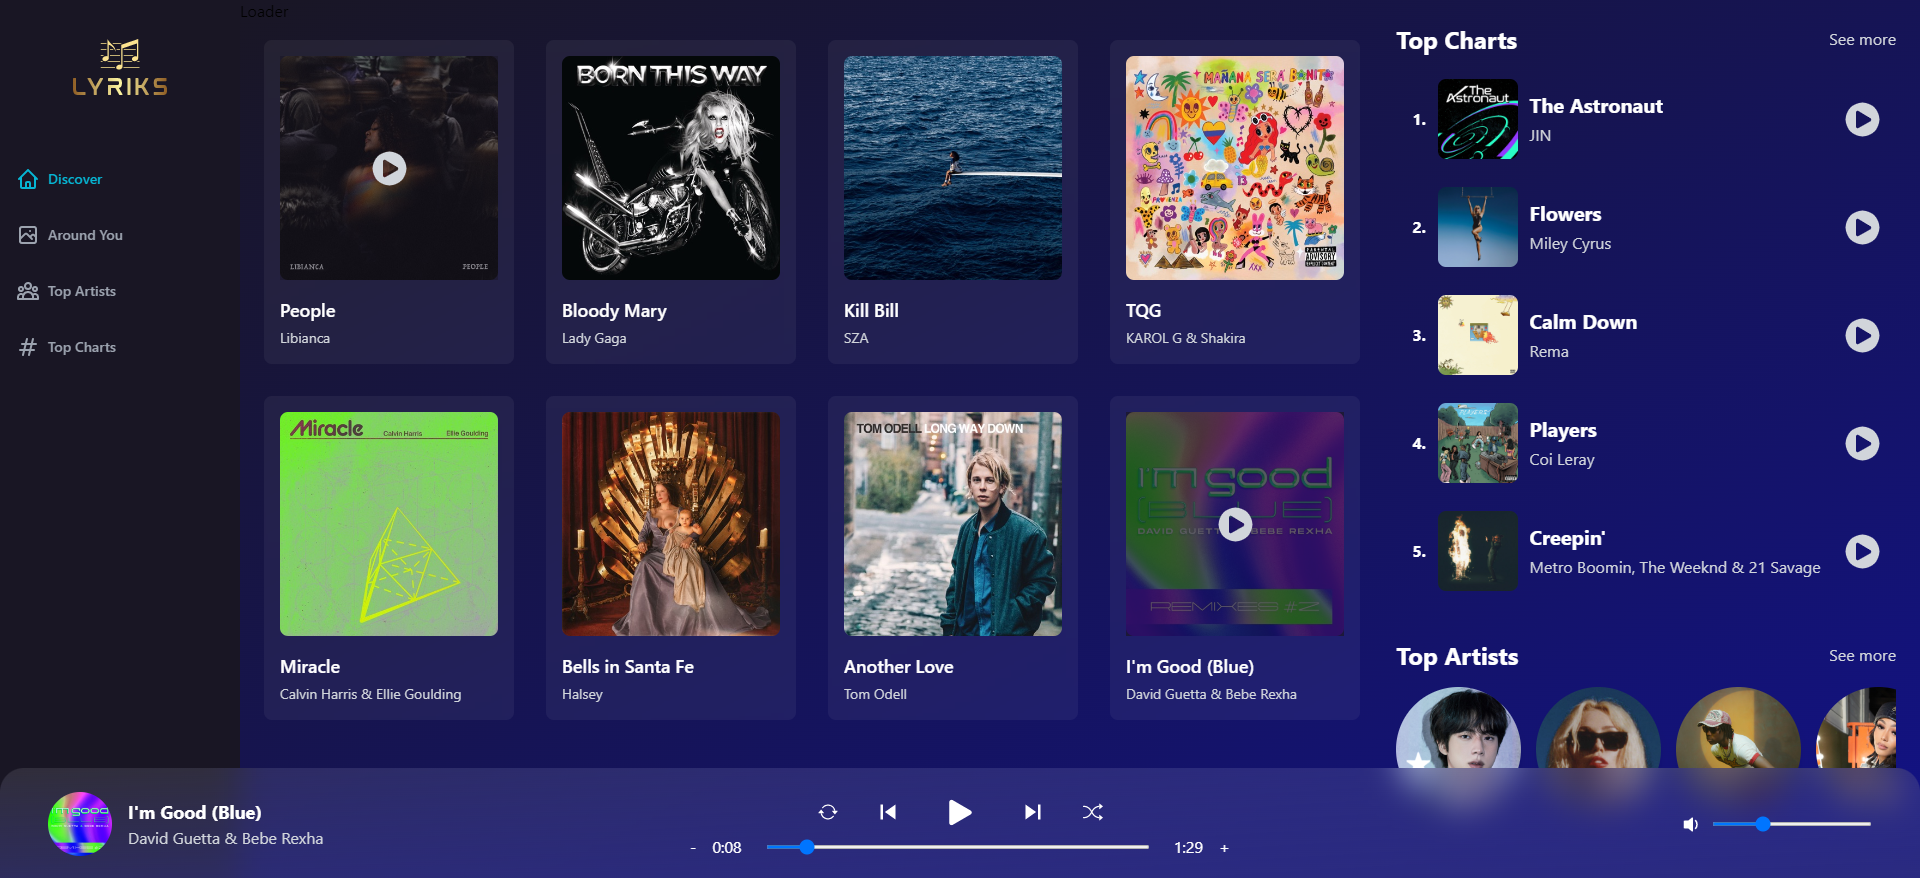 Loader
LYRIKS
Discover
Around You
Top Artists
Top Charts
LIBIANCA PEOPLE
People
Libianca
BORN THIS WAY
Bloody Mary
Lady Gaga
Kill Bill
SZA
MAÑANA SERÁ BONITO
PARENTAL
ADVISORY
EXPLICIT CONTENT
TQG
KAROL G & Shakira
Miracle Calvin Harris Ellie Goulding
Miracle
Calvin Harris & Ellie Goulding
Bells in Santa Fe
Halsey
TOM ODELL LONG WAY DOWN
Another Love
Tom Odell
I'm good
(BLUE)
DAVID GUETTA BEBE REXHA
REMIXES #2
I'm Good (Blue)
David Guetta & Bebe Rexha
Top Charts See more
1.
The Astronaut
The Astronaut
JIN
2.
Flowers
Miley Cyrus
3.
Calm Down
Rema
4.
Players
Coi Leray
5.
Creepin'
Metro Boomin, The Weeknd & 21 Savage
Top Artists See more
I'm Good (Blue)
David Guetta & Bebe Rexha
- 0:08 1:29 +